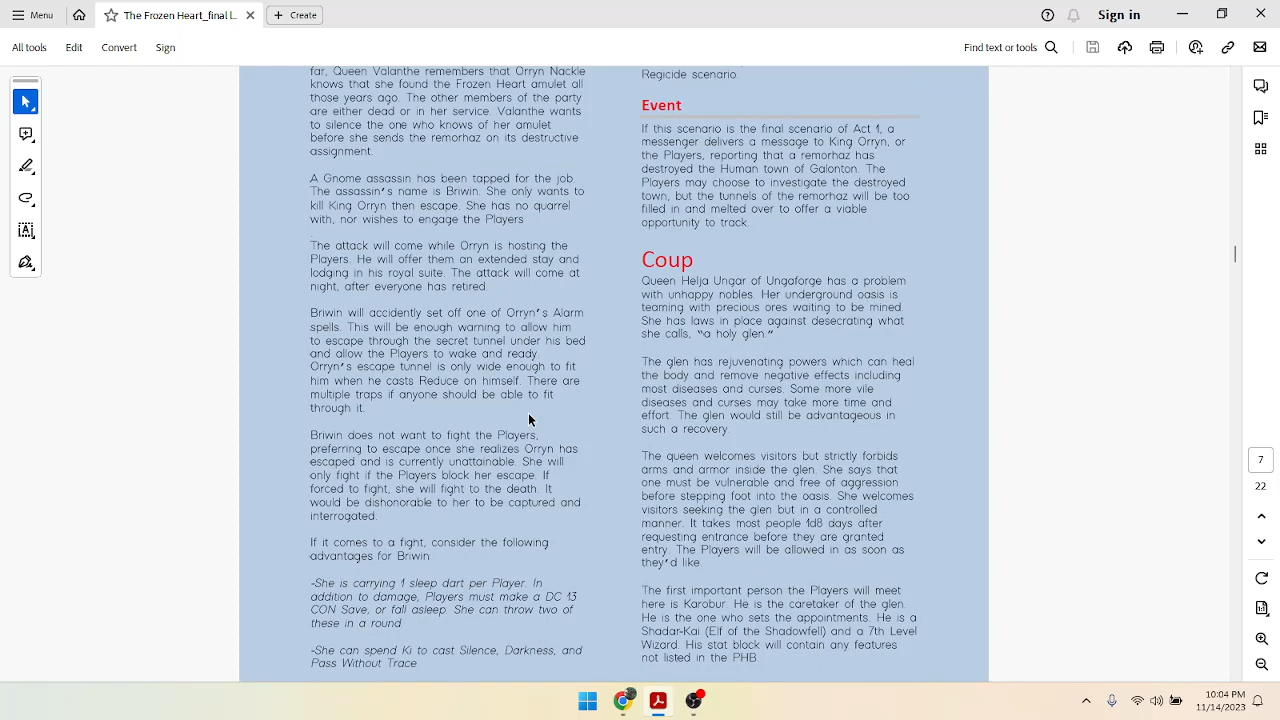 Menu
The Frozen Heart_final L...
Create
Sign in
All tools
Edit
Convert
Sign
Find text or tools
far, Queen Valanthe remembers that Orryn Nackle
knows that she found the Frozen Heart amulet all
those years ago. The other members of the party
are either dead or in her service. Valanthe wants
to silence the one who knows of her amulet
before she sends the remorhaz on its destructive
assignment.
A Gnome assassin has been tapped for the job.
The assassin's name is Briwin. She only wants to
kill King Orryn then escape. She has no quarrel
with, nor wishes to engage the Players
.
The attack will come while Orryn is hosting the
Players. He will offer them an extended stay and
lodging in his royal suite. The attack will come at
night, after everyone has retired.
Briwin will accidently set off one of Orryn's Alarm
spells. This will be enough warning to allow him
to escape through the secret tunnel under his bed
and allow the Players to wake and ready.
Orryn's escape tunnel is only wide enough to fit
him when he casts Reduce on himself. There are
multiple traps if anyone should be able to fit
through it.
Briwin does not want to fight the Players,
preferring to escape once she realizes Orryn has
escaped and is currently unattainable. She will
only fight if the Players block her escape. If
forced to fight, she will fight to the death. It
would be dishonorable to her to be captured and
interrogated.
If it comes to a fight, consider the following
advantages for Briwin:
-She is carrying 1 sleep dart per Player. In
addition to damage, Players must make a DC 13
CON Save, or fall asleep. She can throw two of
these in a round.
-She can spend Ki to cast Silence, Darkness, and
Pass Without Trace
Regicide scenario.
Event
If this scenario is the final scenario of Act 1, a
messenger delivers a message to King Orryn, or
the Players, reporting that a remorhaz has
destroyed the Human town of Galonton. The
Players may choose to investigate the destroyed
town, but the tunnels of the remorhaz will be too
filled in and melted over to offer a viable
opportunity to track.
Coup
Queen Helja Ungar of Ungaforge has a problem
with unhappy nobles. Her underground oasis is
teaming with precious ores waiting to be mined.
She has laws in place against desecrating what
she calls, “a holy glen.”
The glen has rejuvenating powers which can heal
the body and remove negative effects including
most diseases and curses. Some more vile
diseases and curses may take more time and
effort. The glen would still be advantageous in
such a recovery.
The queen welcomes visitors but strictly forbids
arms and armor inside the glen. She says that
one must be vulnerable and free of aggression
before stepping foot into the oasis. She welcomes
visitors seeking the glen but in a controlled
manner. It takes most people 1d8 days after
requesting entrance before they are granted
entry. The Players will be allowed in as soon as
they'd like.
The first important person the Players will meet
here is Karobur. He is the caretaker of the glen.
He is the one who sets the appointments. He is a
Shadar-Kai (Elf of the Shadowfell) and a 7th Level
Wizard. His stat block will contain any features
not listed in the PHB.
7
22
10:04 PM
11/14/2023